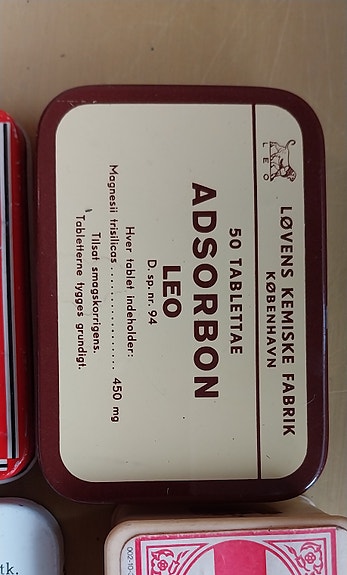 LEO
LØVENS KEMISKE FABRIK
KØBENHAVN
50 TABLETTAE
ADSORBON
LEO
D. sp. nr. 94
Hver tablet indeholder:
Magnesii trisilicas ................ 450 mg
Tilsat smagskorrigens.
Tabletterne tygges grundigt.
tk.